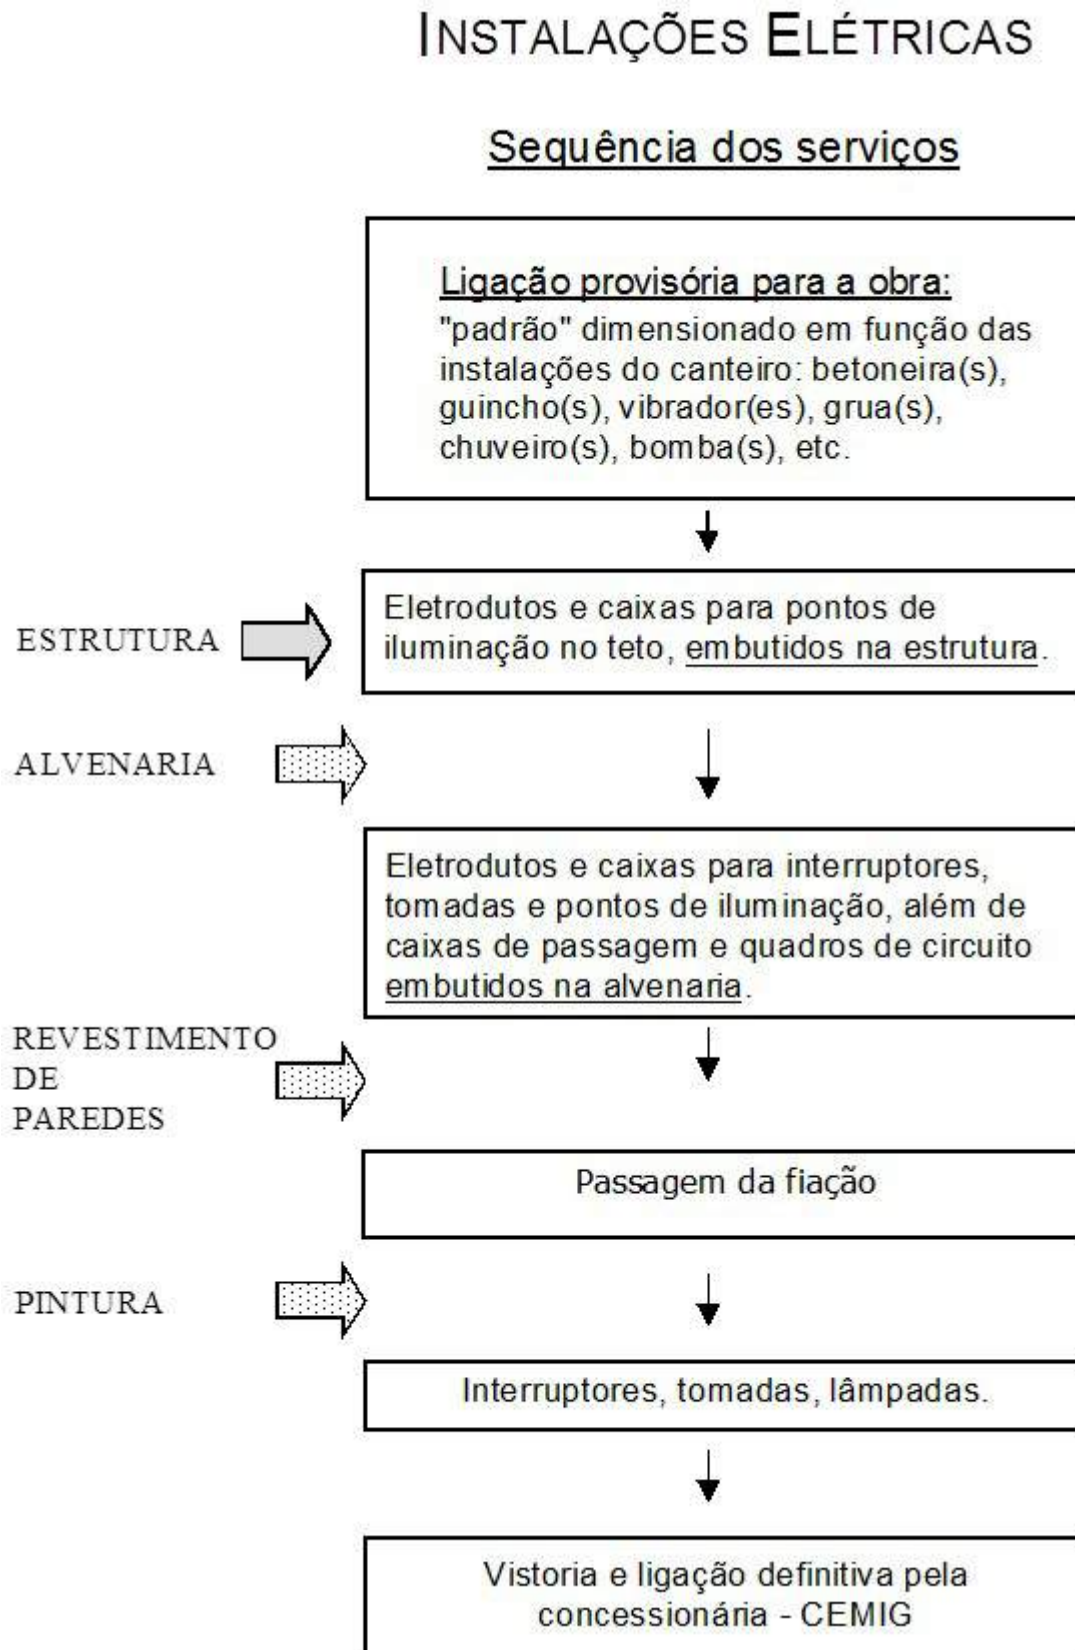 INSTALAÇÕES ELÉTRICAS
Sequência dos serviços
Ligação provisória para a obra:
"padrão" dimensionado em função das
instalações do canteiro: betoneira(s),
guincho(s), vibrador(es), grua(s),
chuveiro(s), bomba(s), etc.
ESTRUTURA
Eletrodutos e caixas para pontos de
iluminação no teto, embutidos na estrutura.
ALVENARIA
Eletrodutos e caixas para interruptores,
tomadas e pontos de iluminação, além de
caixas de passagem e quadros de circuito
embutidos na alvenaria.
REVESTIMENTO
DE
PAREDES
Passagem da fiação
PINTURA
Interruptores, tomadas, lâmpadas.
Vistoria e ligação definitiva pela
concessionária - CEMIG